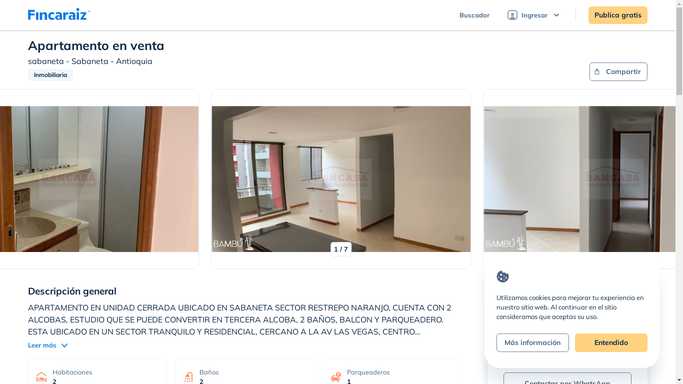 Fincaraiz
Buscador
Ingresar
Publica gratis
Apartamento en venta
sabaneta - Sabaneta - Antioquia
Inmobiliaria
Compartir
BAMBÚ
1 / 7
BAMBÚ
Descripción general
APARTAMENTO EN UNIDAD CERRADA UBICADO EN SABANETA SECTOR RESTREPO NARANJO, CUENTA CON 2
ALCOBAS, ESTUDIO QUE SE PUEDE CONVERTIR EN TERCERA ALCOBA, 2 BAÑOS, BALCON Y PARQUEADERO.
ESTA UBICADO EN UN SECTOR TRANQUILO Y RESIDENCIAL, CERCANO A LA AV LAS VEGAS, CENTRO...
Leer más
Habitaciones
2
Baños
2
Parqueaderos
1
Utilizamos cookies para mejorar tu experiencia en
nuestro sitio web. Al continuar en el sitio
consideramos que aceptas su uso.
Más información
Entendido
Contactar por WhatsApp